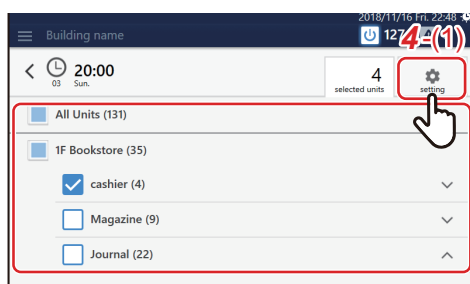 2018/11/16 Fri. 22:48
Building name
127
4-(1)
20:00
03 Sun.
4
selected units
setting
All Units (131)
1F Bookstore (35)
cashier (4)
Magazine (9)
Journal (22)